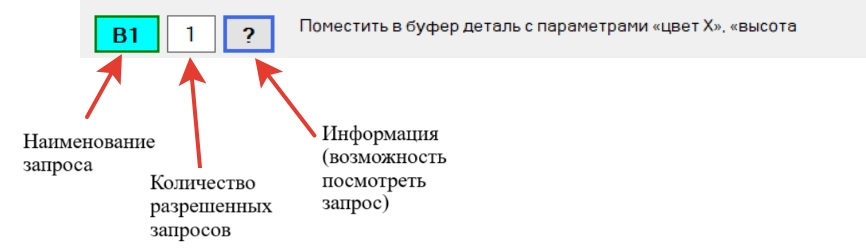 B1 1 ? Поместить в буфер деталь с параметрами «цвет X», «высота
Наименование
запроса
Количество
разрешенных
запросов
Информация
(возможность
посмотреть
запрос)